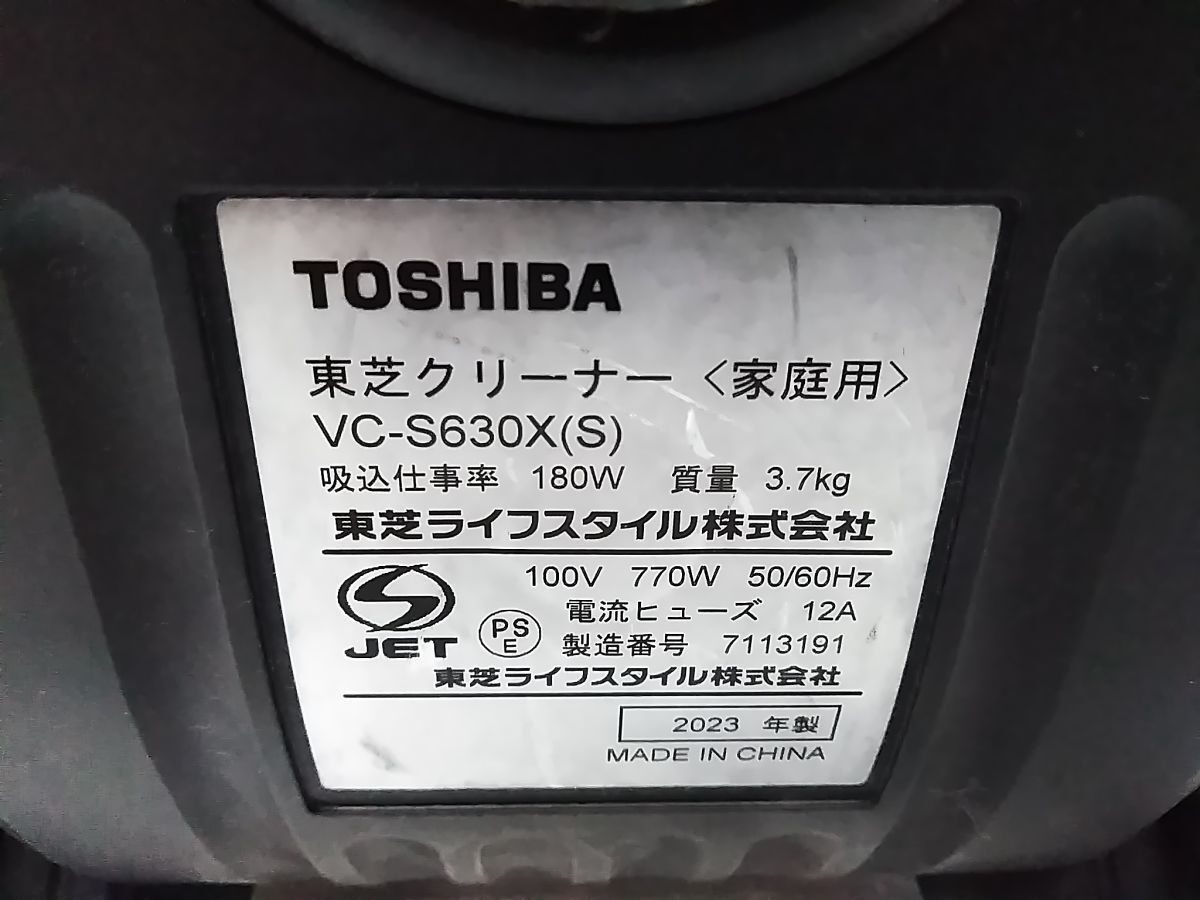 TOSHIBA
東芝クリーナー〈家庭用〉
VC-S630X(S)
吸込仕事率 180W 質量 3.7kg
東芝ライフスタイル株式会社
100V 770W 50/60Hz
電流ヒューズ 12A
JET
PS
E
製造番号 7113191
東芝ライフスタイル株式会社
2023 年製
MADE IN CHINA